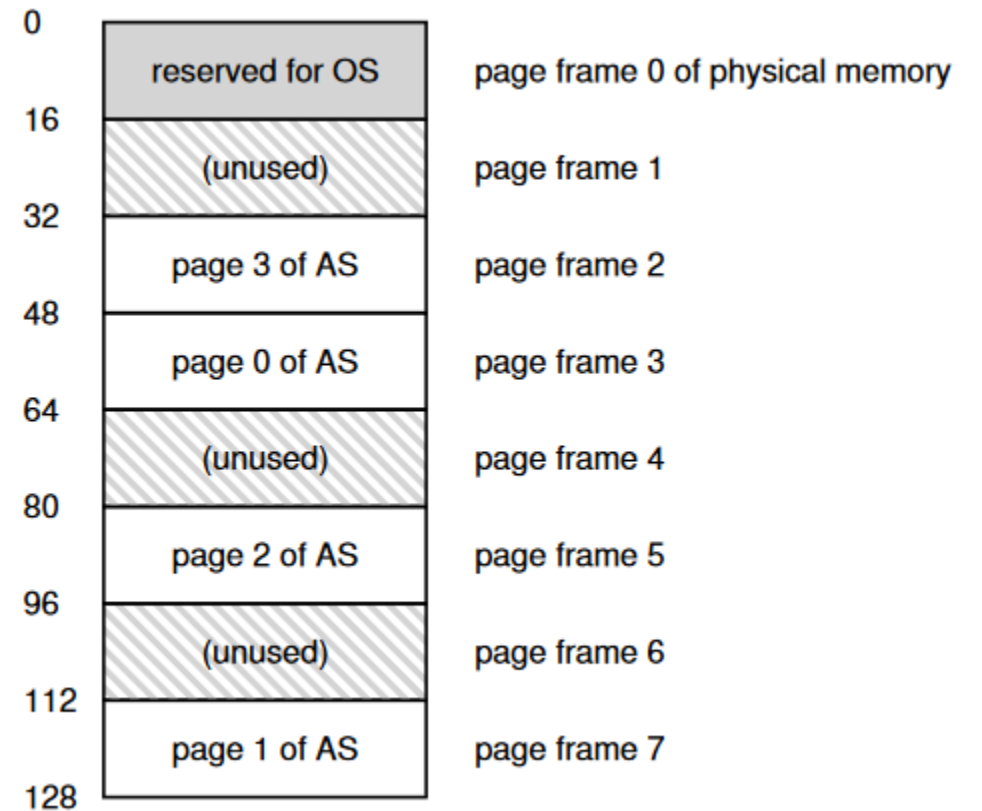 0
reserved for OS page frame 0 of physical memory
16
(unused) page frame 1
32
page 3 of AS page frame 2
48
page 0 of AS page frame 3
64
(unused) page frame 4
80
page 2 of AS page frame 5
96
(unused) page frame 6
112
page 1 of AS page frame 7
128